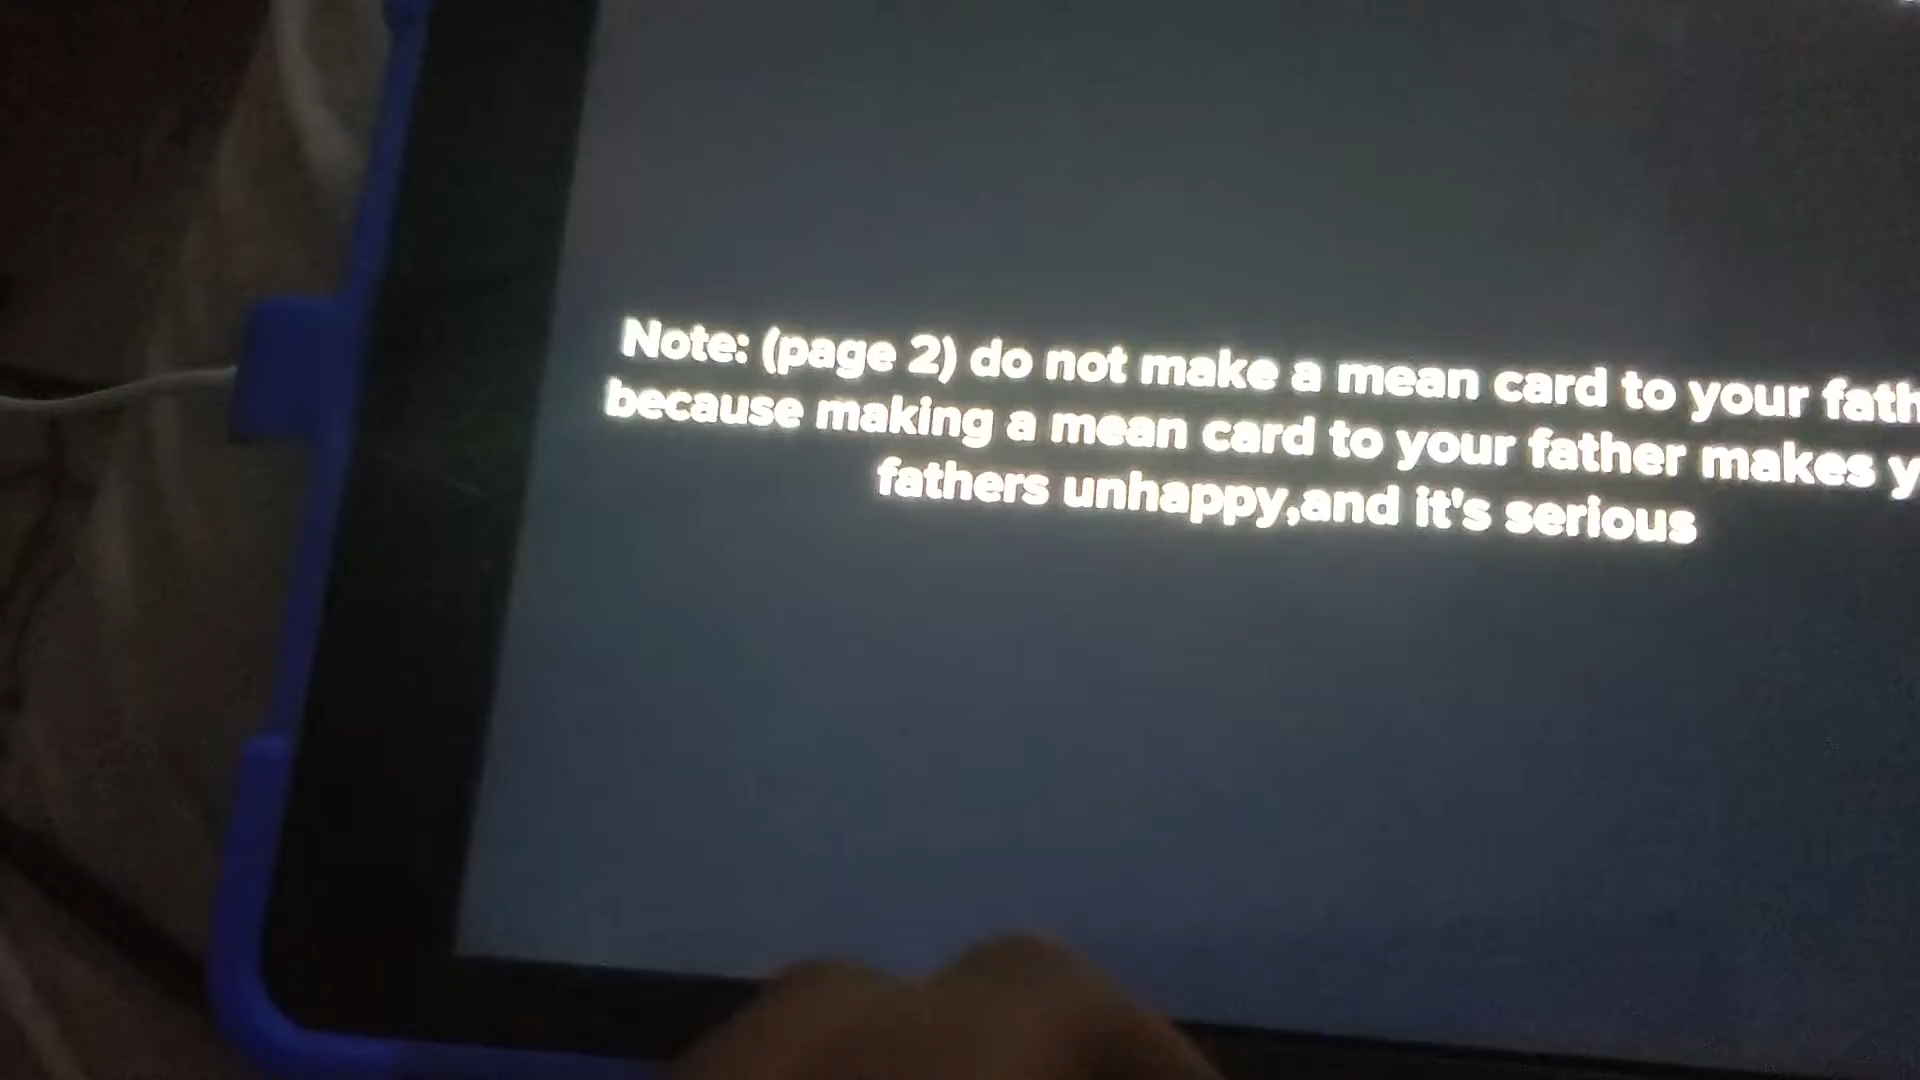 Note: (page 2) do not make a mean card to your
because making a mean card to your father makes
fathers unhappy,and it's serious